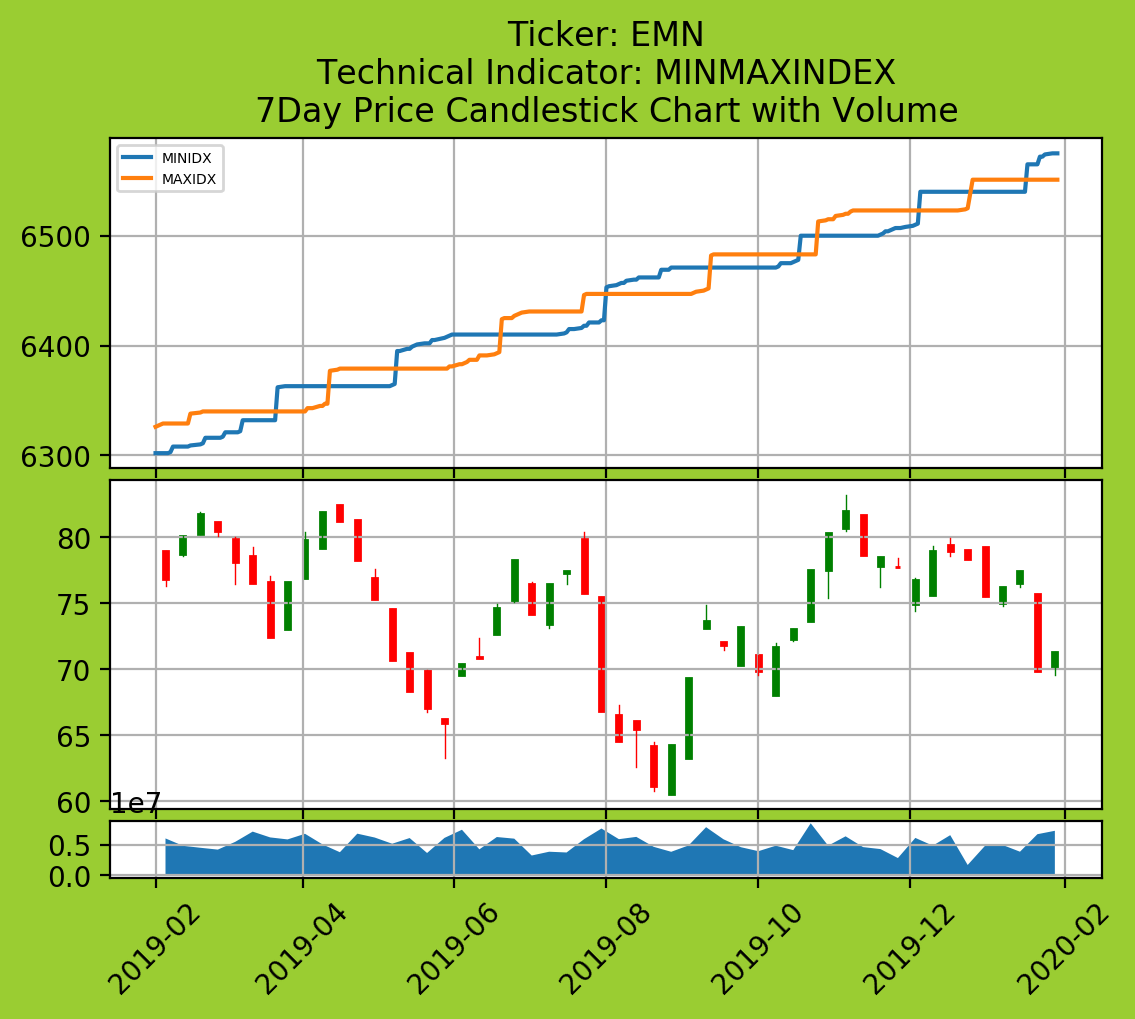 Ticker: EMN
Technical Indicator: MINMAXINDEX
7Day Price Candlestick Chart with Volume
MINIDX
MAXIDX
6500
6400
6300
80
75
70
65
60
1e7
0.5
0.0
2019-02
2019-04
2019-06
2019-08
2019-10
2019-12
2020-02